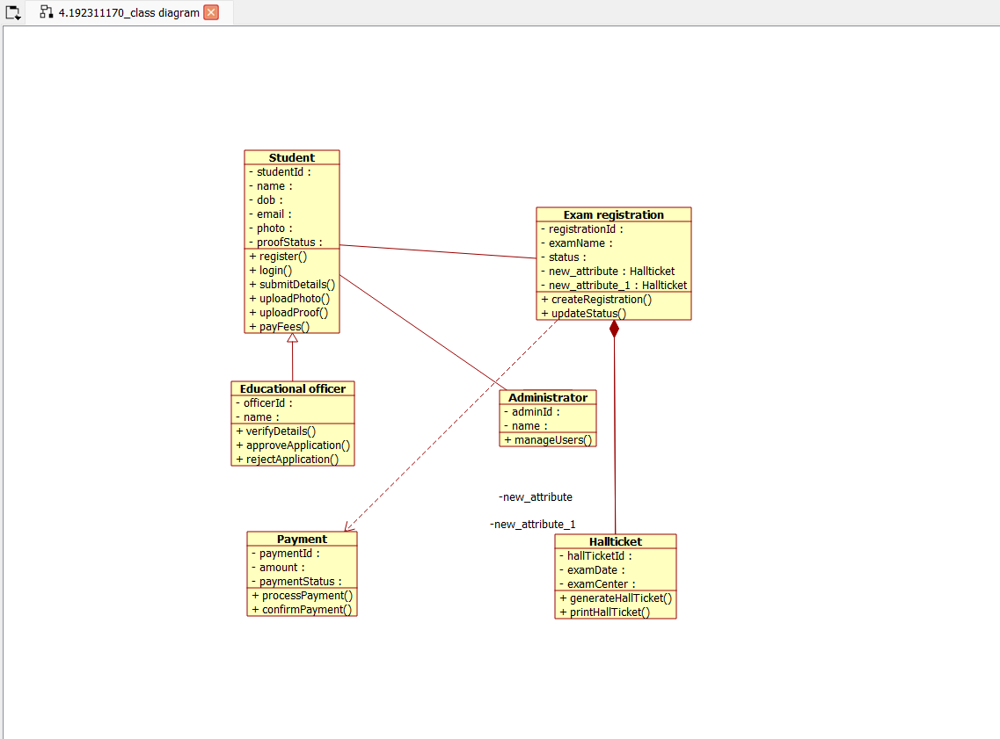 4.192311170_class diagram
Student
- studentId :
- name :
- dob :
- email :
- photo :
- proofStatus :
+ register()
+ login()
+ submitDetails()
+ uploadPhoto()
+ uploadProof()
+ payFees()
Exam registration
- registrationId :
- examName :
- status :
- new_attribute : Hallticket
- new_attribute_1 : Hallticket
+ createRegistration()
+ updateStatus()
Educational officer
- officerId :
- name :
+ verifyDetails()
+ approveApplication()
+ rejectApplication()
Administrator
- adminId :
- name :
+ manageUsers()
-new_attribute
-new_attribute_1
Payment
- paymentId :
- amount :
- paymentStatus :
+ processPayment()
+ confirmPayment()
Hallticket
- hallTicketId :
- examDate :
- examCenter :
+ generateHallTicket()
+ printHallTicket()